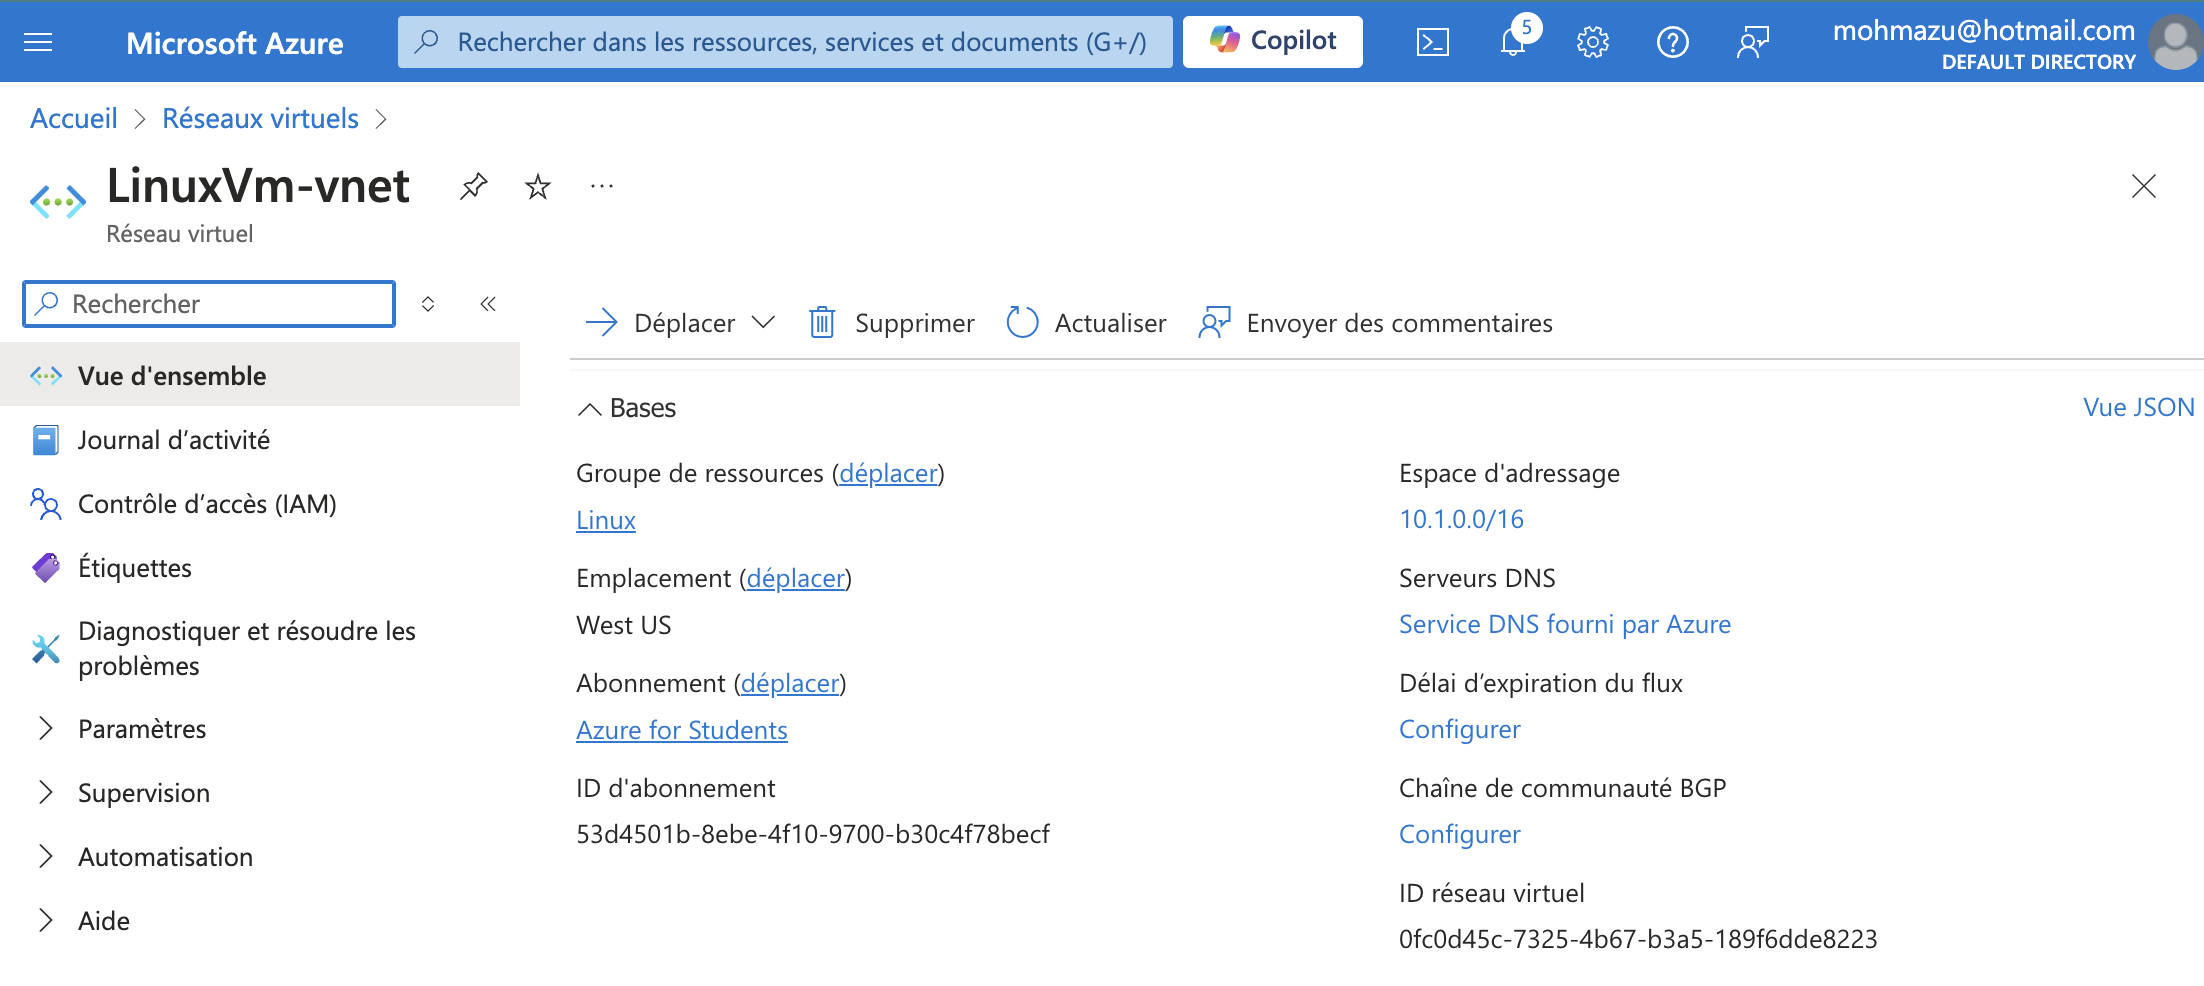 Microsoft Azure
Rechercher dans les ressources, services et documents (G+/)
Copilot
5
mohmazu@hotmail.com
DEFAULT DIRECTORY
Accueil
Réseaux virtuels
LinuxVm-vnet
Réseau virtuel
Rechercher
Vue d'ensemble
Journal d’activité
Contrôle d’accès (IAM)
Étiquettes
Diagnostiquer et résoudre les
problèmes
Paramètres
Supervision
Automatisation
Aide
Déplacer
Supprimer
Actualiser
Envoyer des commentaires
Bases
Vue JSON
Groupe de ressources (déplacer)
Linux
Emplacement (déplacer)
West US
Abonnement (déplacer)
Azure for Students
ID d'abonnement
53d4501b-8ebe-4f10-9700-b30c4f78becf
Espace d'adressage
10.1.0.0/16
Serveurs DNS
Service DNS fourni par Azure
Délai d’expiration du flux
Configurer
Chaîne de communauté BGP
Configurer
ID réseau virtuel
0fc0d45c-7325-4b67-b3a5-189f6dde8223